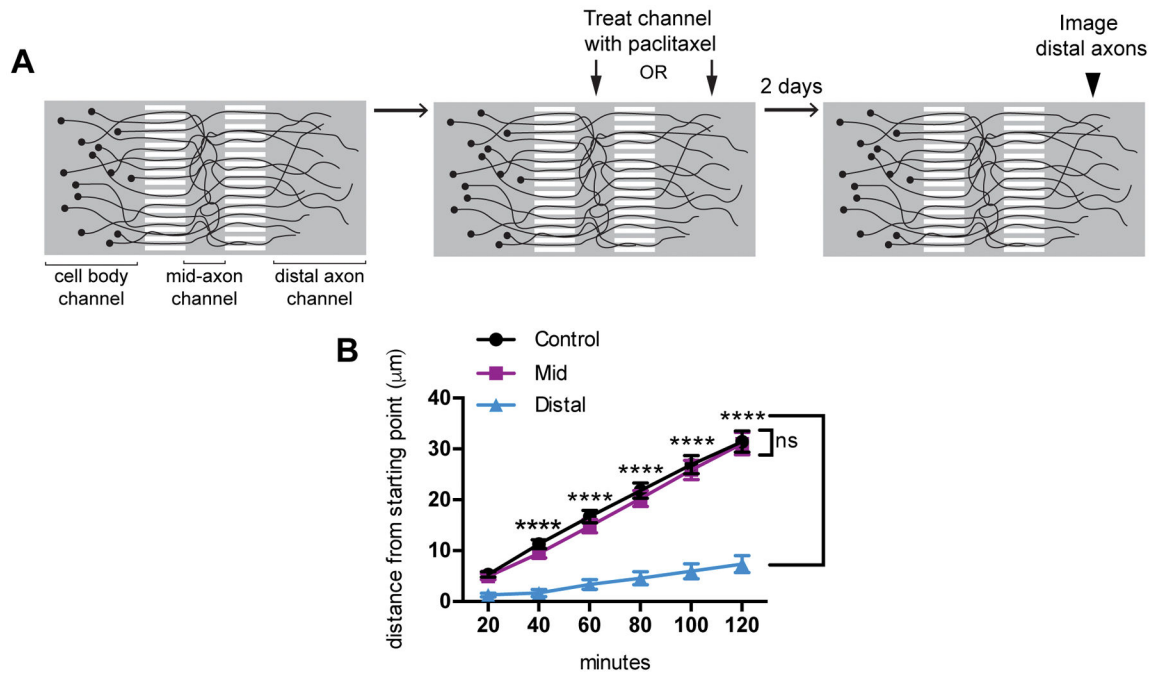 A
Treat channel
with paclitaxel
OR
2 days
Image
distal axons
cell body
channel
mid-axon
channel
distal axon
channel
B
Control
Mid
Distal
distance from starting point (μm)
40
30
20
10
0
****
****
****
****
****
ns
20
40
60
80
100
120
minutes